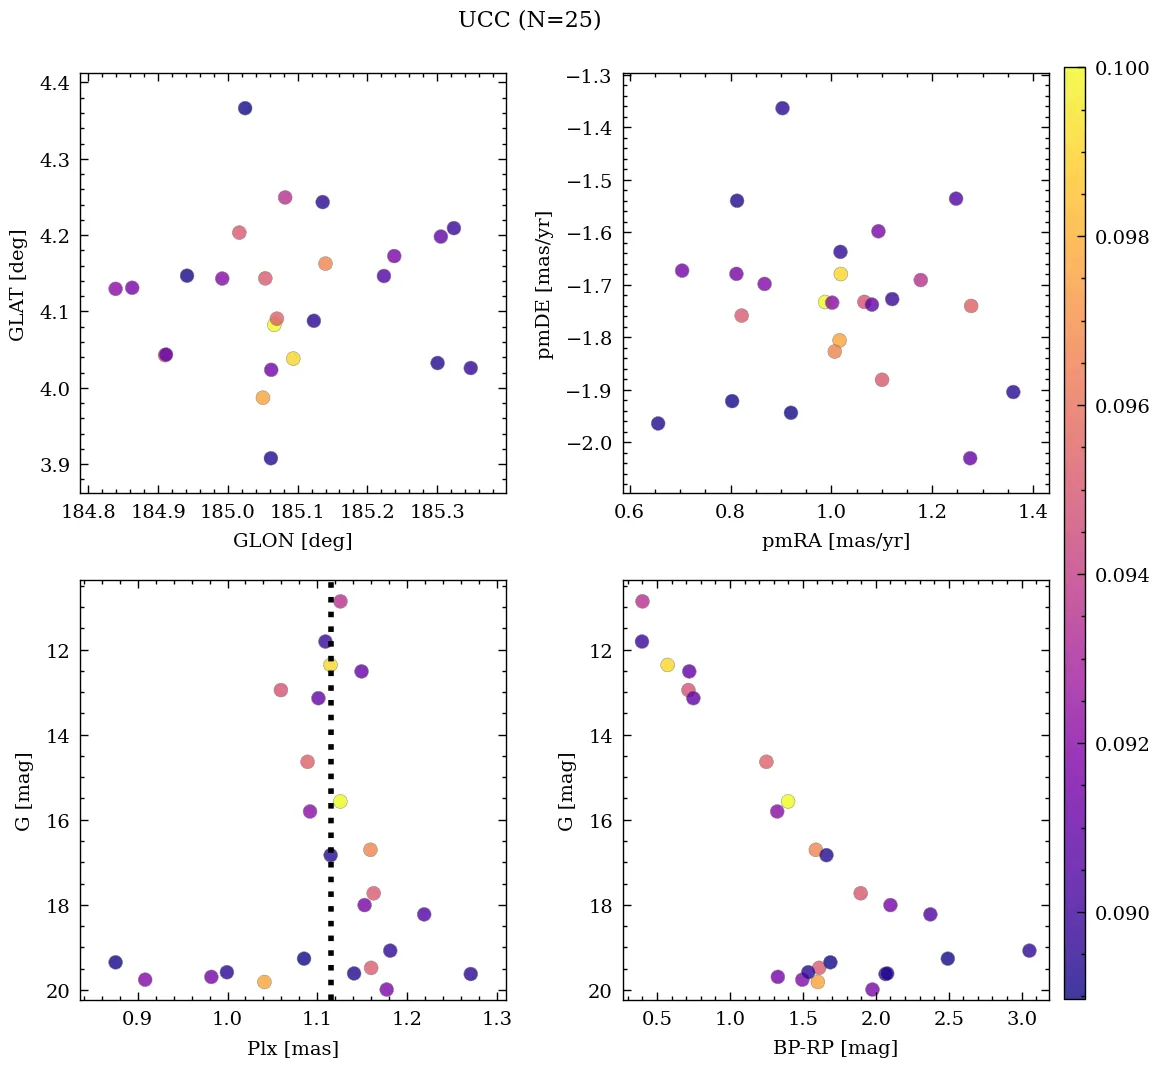 UCC (N=25)
4.4
4.3
4.2
4.1
4.0
3.9
GLAT [deg]
184.8 184.9 185.0 185.1 185.2 185.3
GLON [deg]
−1.3
−1.4
−1.5
−1.6
−1.7
−1.8
−1.9
−2.0
pmDE [mas/yr]
0.6 0.8 1.0 1.2 1.4
pmRA [mas/yr]
0.100
0.098
0.096
0.094
0.092
0.090
12
14
16
18
20
G [mag]
0.9 1.0 1.1 1.2 1.3
Plx [mas]
12
14
16
18
20
G [mag]
0.5 1.0 1.5 2.0 2.5 3.0
BP-RP [mag]